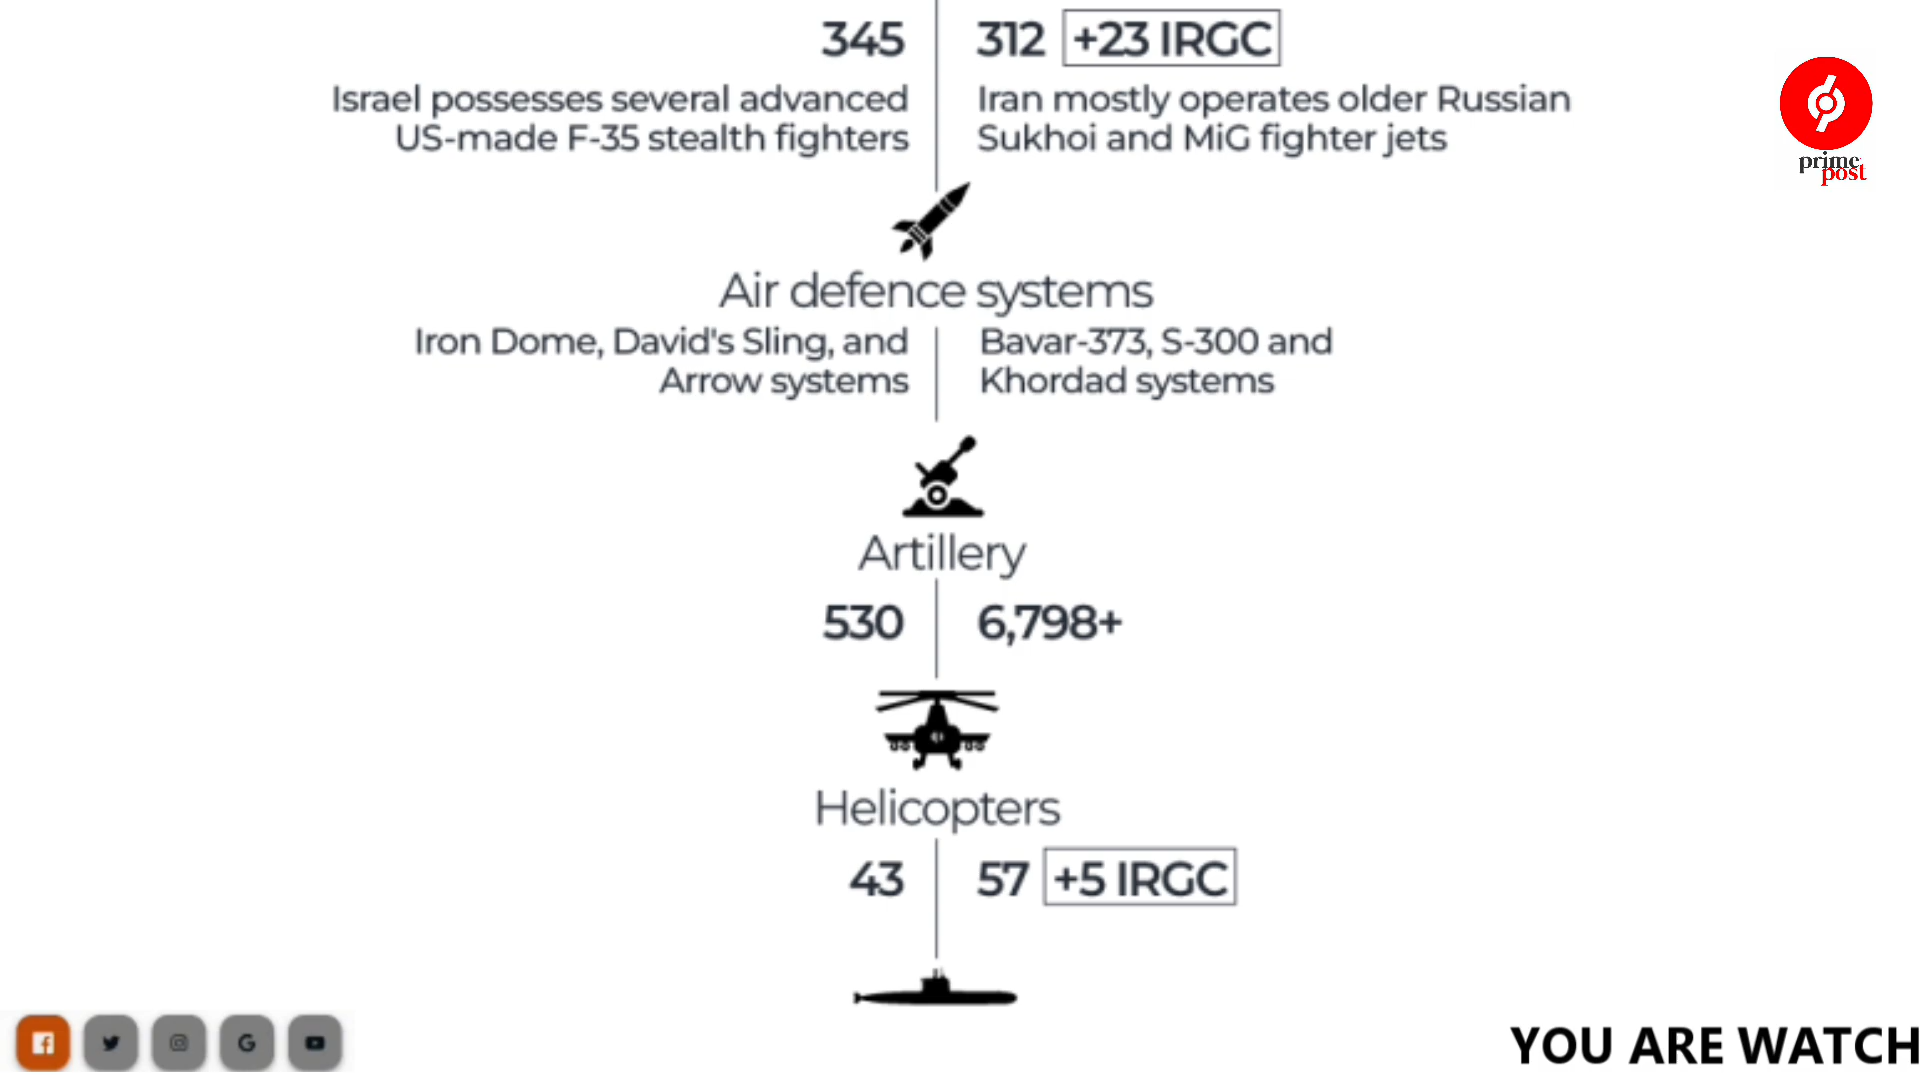 345
312 +23 IRGC
Israel possesses several advanced
US-made F-35 stealth fighters
Iran mostly operates older Russian
Sukhoi and MiG fighter jets
prime
post
Air defence systems
Iron Dome, David's Sling, and
Arrow systems
Bavar-373, S-300 and
Khordad systems
Artillery
530
6,798+
Helicopters
43
57 +5 IRGC
YOU ARE WATCH